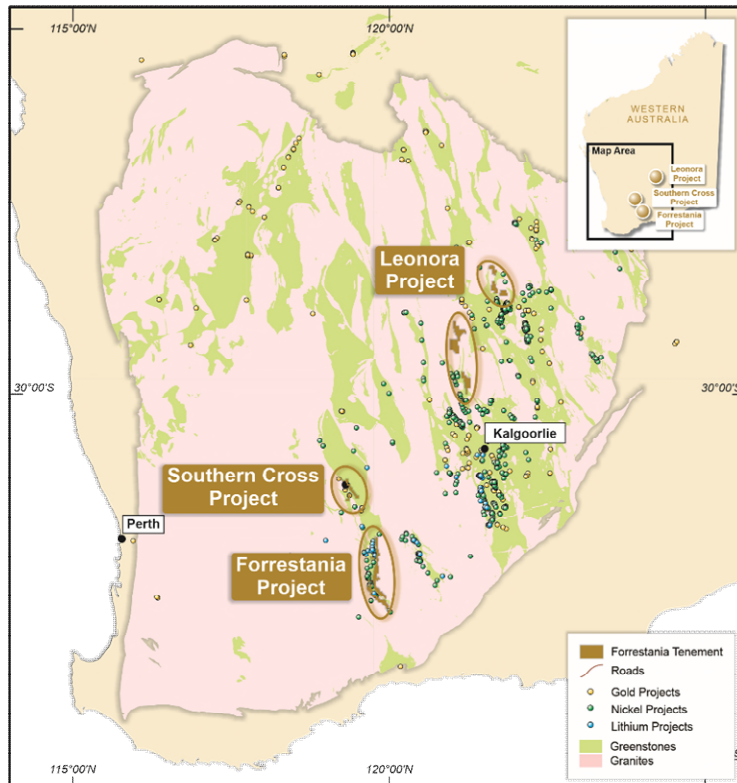 115°00'N
120°00'N
WESTERN
AUSTRALIA
Map Area
Leonora
Project
Southern Cross
Project
Forrestania
Project
Leonora
Project
30°00'S
30°00'S
Kalgoorlie
Southern Cross
Project
Perth
Forrestania
Project
Forrestania Tenement
Roads
Gold Projects
Nickel Projects
Lithium Projects
Greenstones
Granites
115°00'N
120°00'N